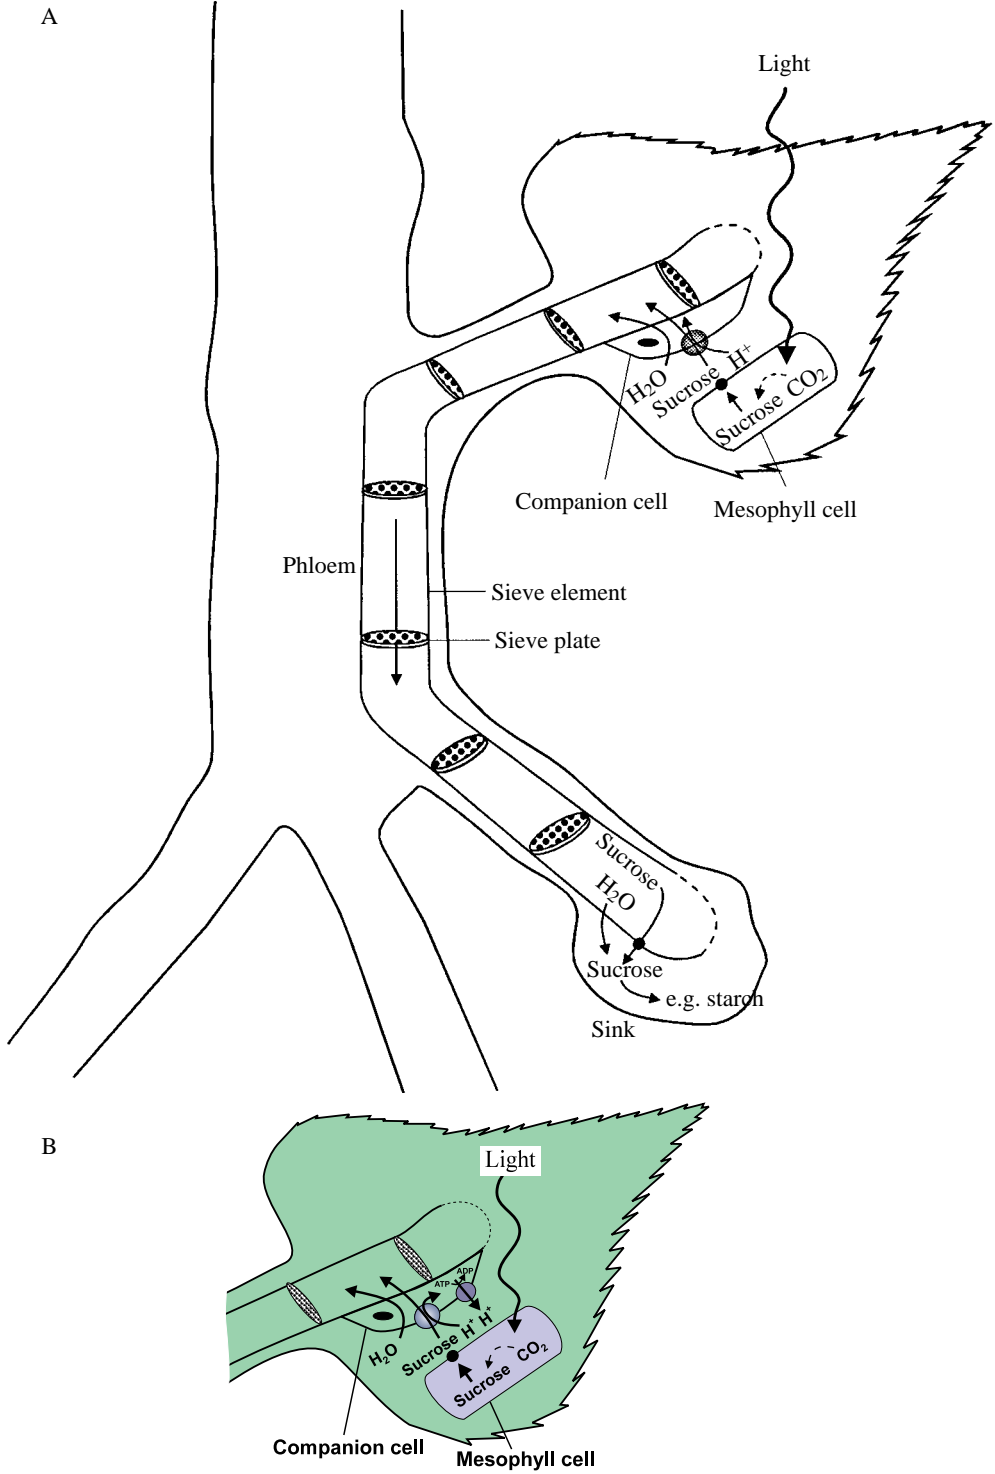 A
Light
H₂O
Sucrose
H⁺
Sucrose
CO₂
Companion cell
Mesophyll cell
Phloem
Sieve element
Sieve plate
Sucrose
H₂O
Sucrose
e.g. starch
Sink
B
Light
ADP
ATP
H₂O
Sucrose
H⁺
H⁺
Sucrose
CO₂
Companion cell
Mesophyll cell